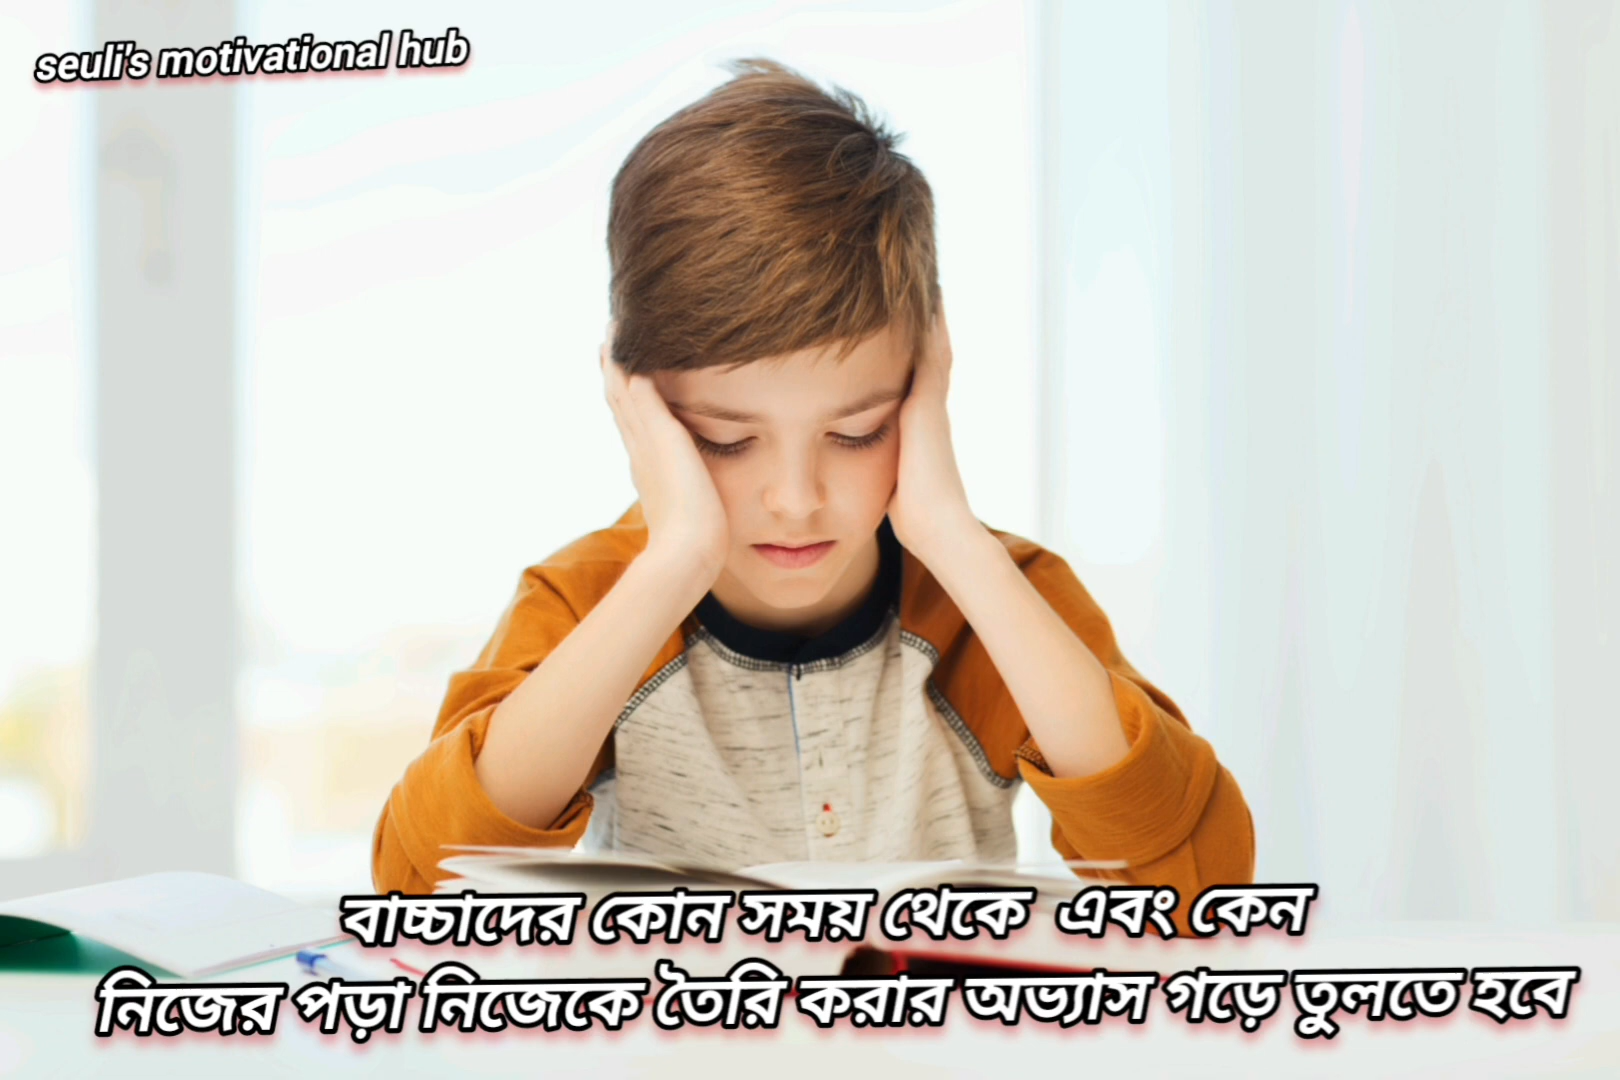 seuli's motivational hub
বাচ্চাদের কোন সময় থেকে এবং কেন
নিজের পড়া নিজেকে তৈরি করার অভ্যাস গড়ে তুলতে হবে